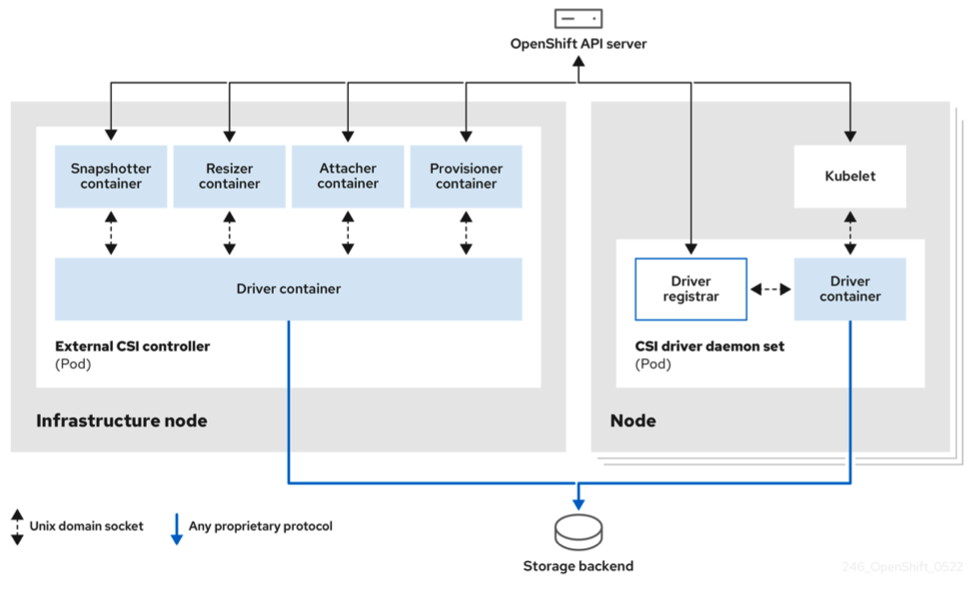 OpenShift API server
Snapshotter
container
Resizer
container
Attacher
container
Provisioner
container
Kubelet
Driver container
Driver
registrar
Driver
container
External CSI controller
(Pod)
CSI driver daemon set
(Pod)
Infrastructure node
Node
Unix domain socket
Any proprietary protocol
Storage backend
246_OpenShift_0522